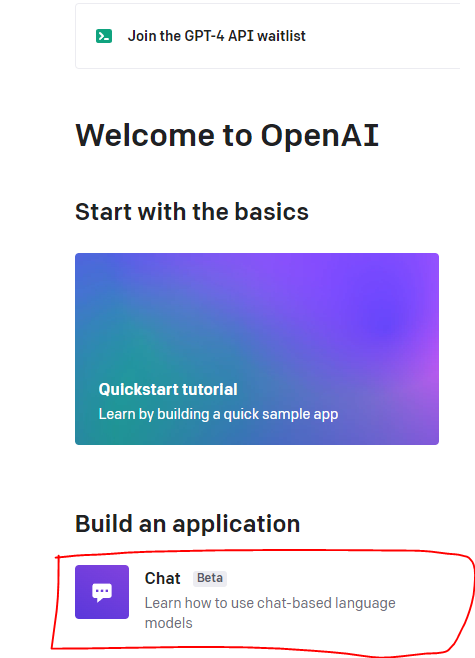 Join the GPT-4 API waitlist
Welcome to OpenAI
Start with the basics
Quickstart tutorial
Learn by building a quick sample app
Build an application
Chat Beta
Learn how to use chat-based language
models